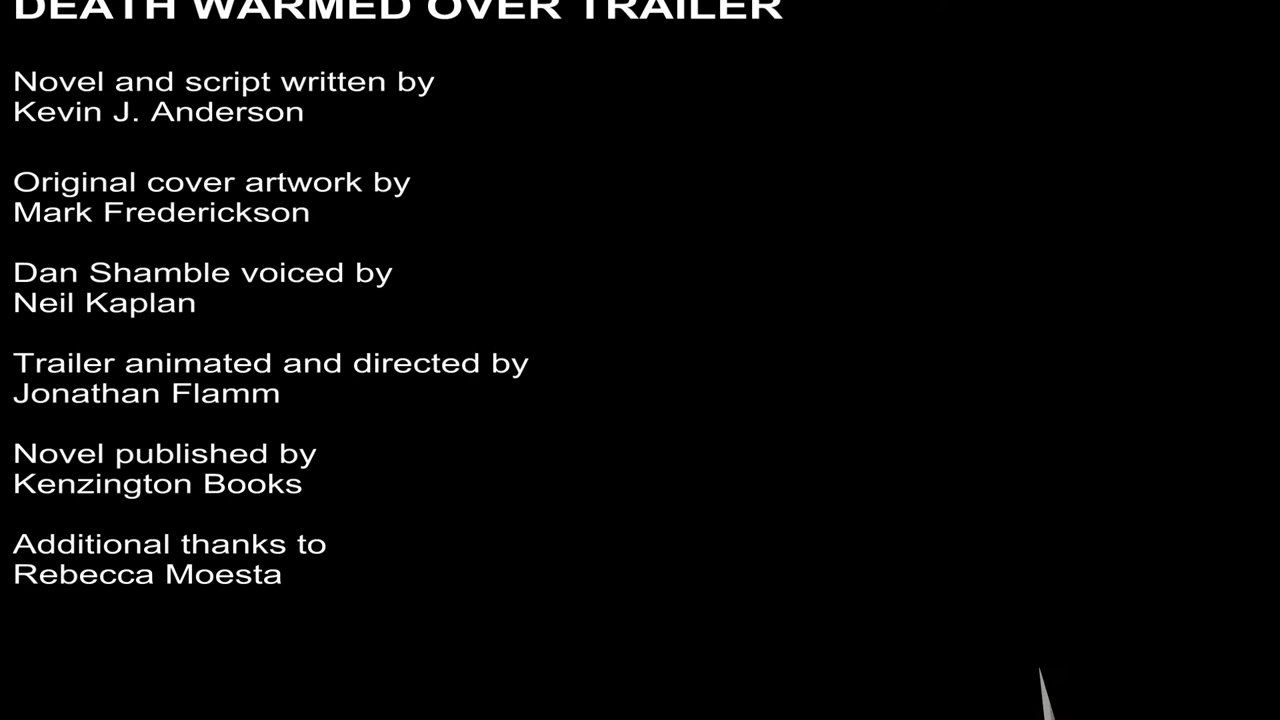 DEATH WARMED OVER TRAILER
Novel and script written by
Kevin J. Anderson
Original cover artwork by
Mark Frederickson
Dan Shamble voiced by
Neil Kaplan
Trailer animated and directed by
Jonathan Flamm
Novel published by
Kenzington Books
Additional thanks to
Rebecca Moesta